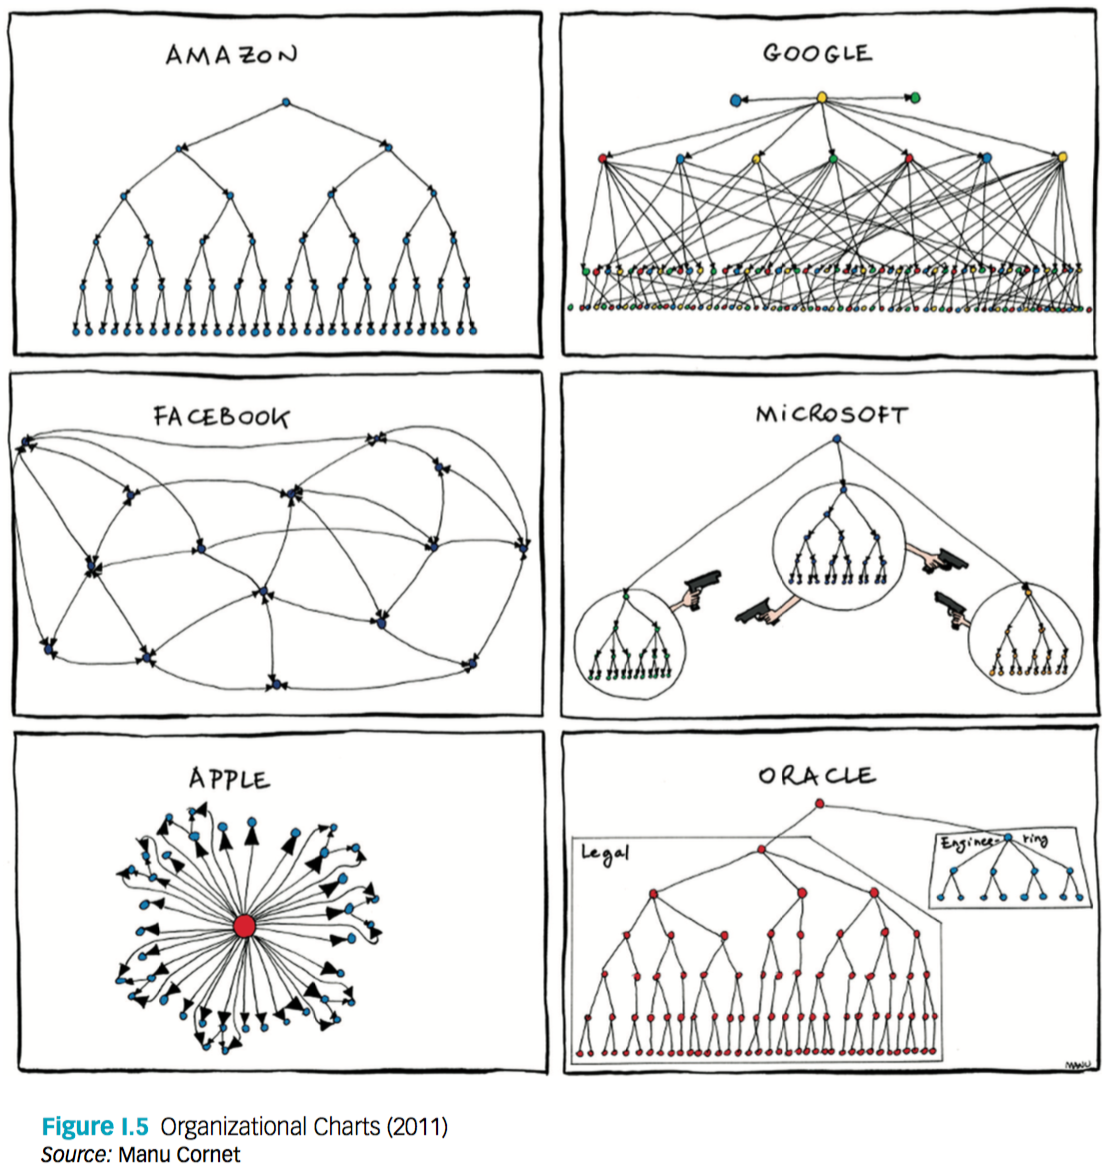 AMAZON
GOOGLE
FACEBOOK
MiCROSOFT
APPLE
ORACLE
Legal
Enginee-ring
MANU
Figure I.5 Organizational Charts (2011)
Source: Manu Cornet